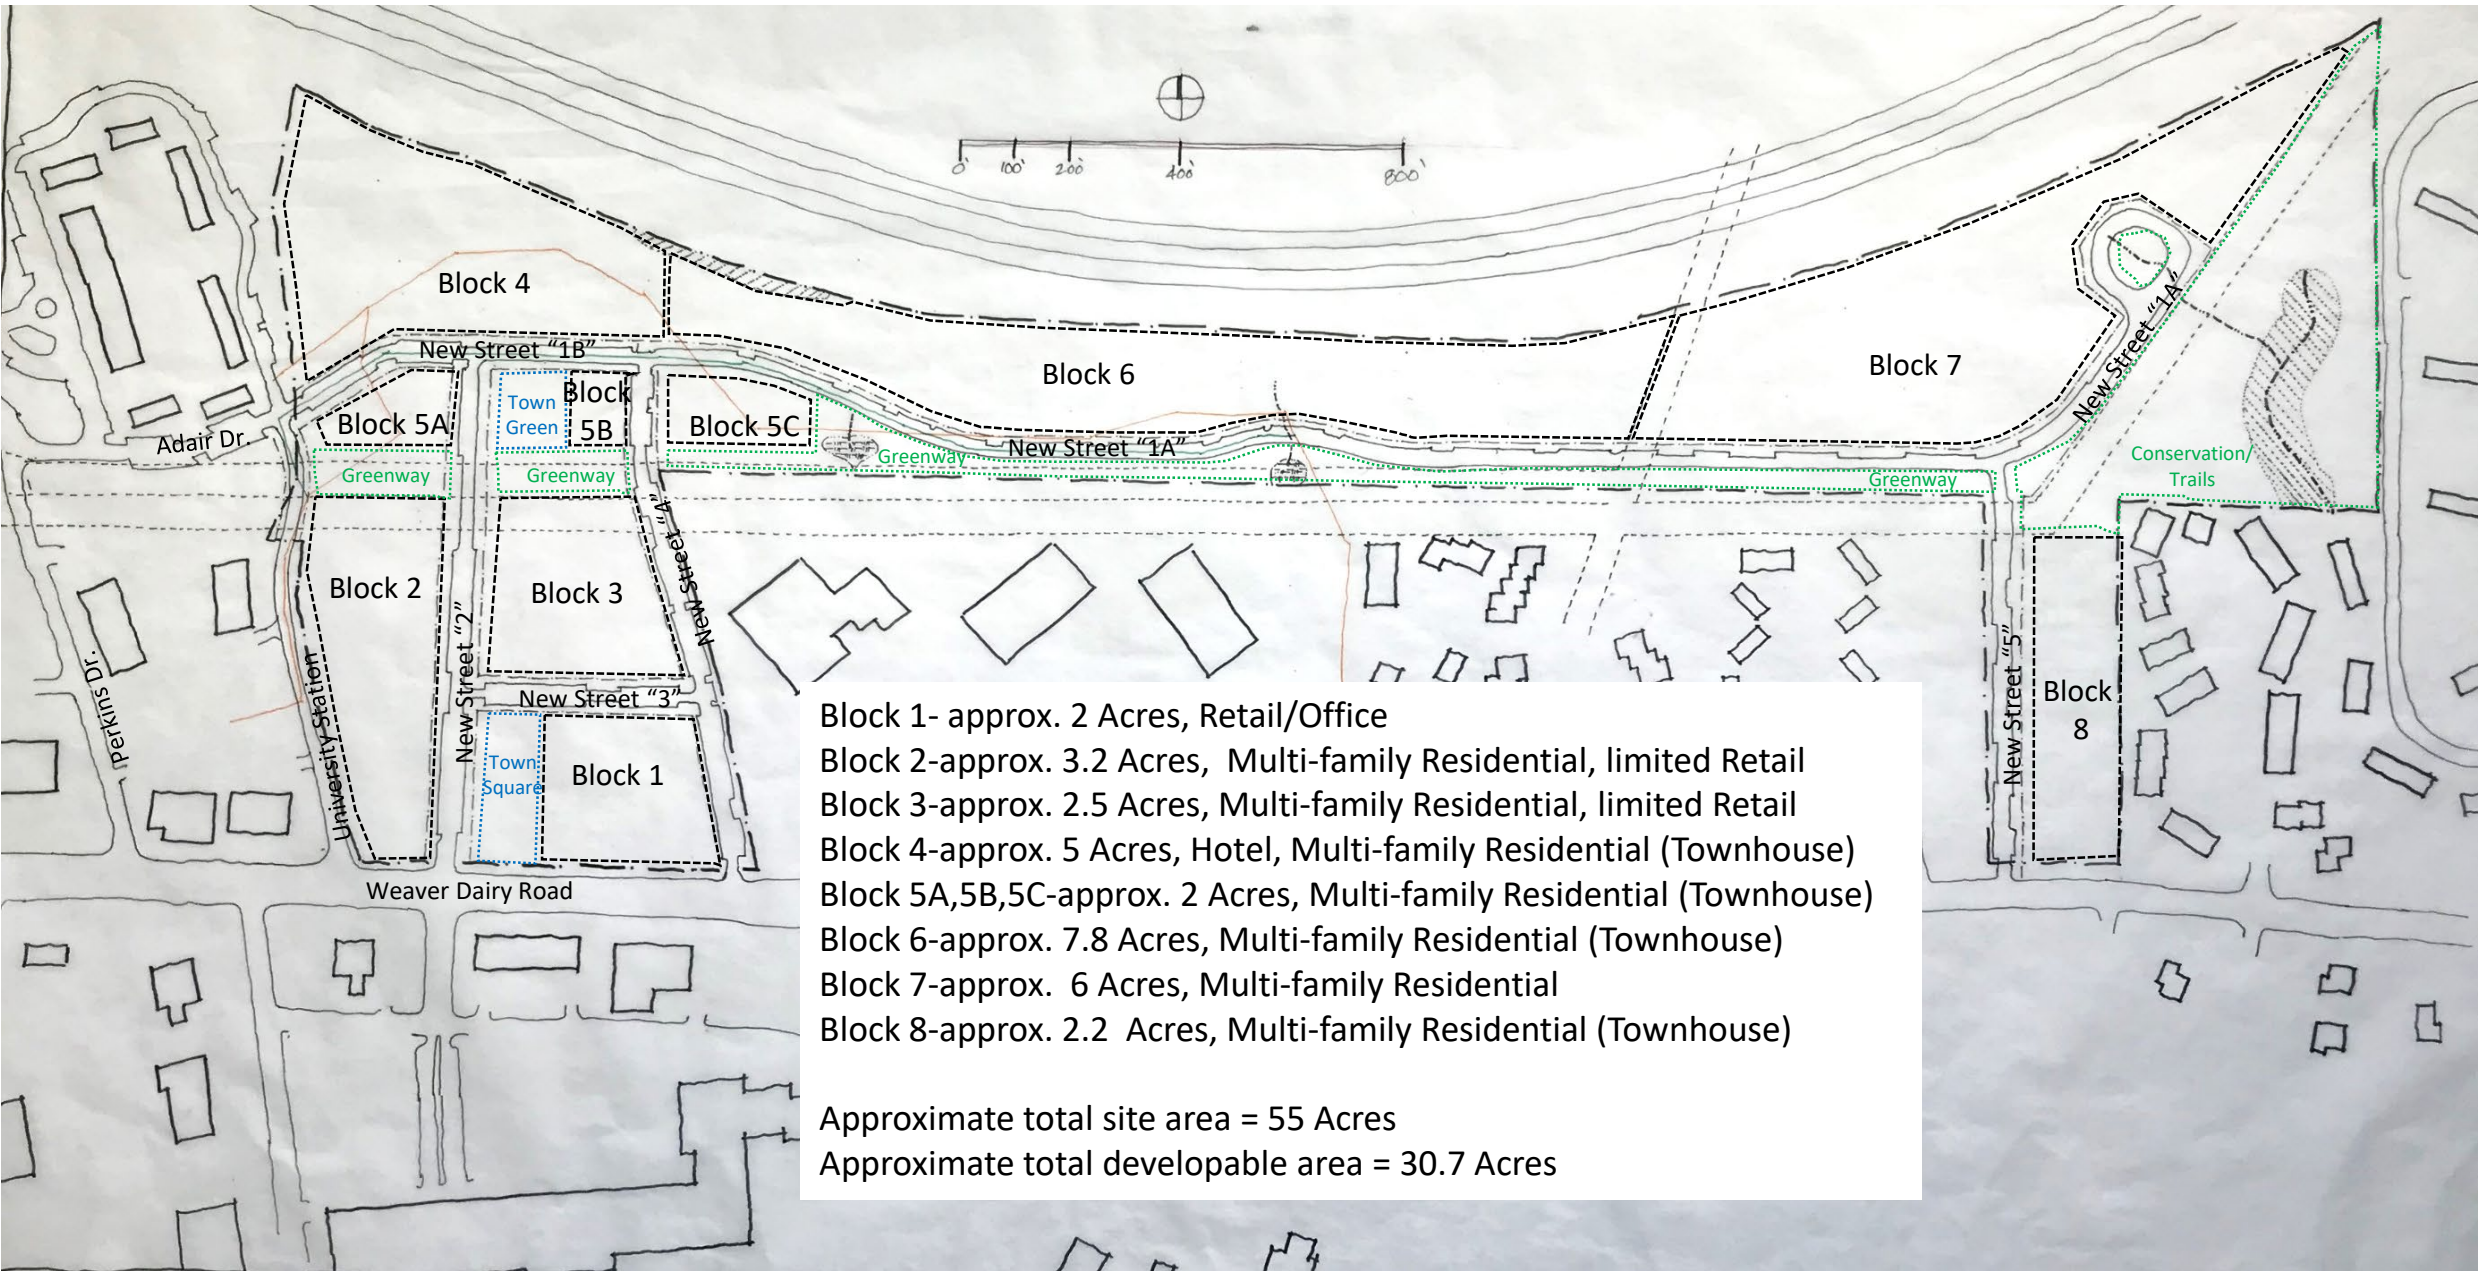 0'
100'
200'
400'
800'
Block 4
New Street "1B"
Block 6
Block 7
New Street "1A"
Town
Green
Block
5B
Block 5A
Block 5C
Adair Dr.
New Street "1A"
Greenway
Greenway
Greenway
Greenway
Conservation/
Trails
New Street "A"
Block 2
Block 3
New Street "2"
Perkins Dr.
University Station
New Street "3"
New Street "5"
Block
8
Town
Square
Block 1
Weaver Dairy Road
Block 1- approx. 2 Acres, Retail/Office
Block 2-approx. 3.2 Acres,  Multi-family Residential, limited Retail
Block 3-approx. 2.5 Acres, Multi-family Residential, limited Retail
Block 4-approx. 5 Acres, Hotel, Multi-family Residential (Townhouse)
Block 5A,5B,5C-approx. 2 Acres, Multi-family Residential (Townhouse)
Block 6-approx. 7.8 Acres, Multi-family Residential (Townhouse)
Block 7-approx.  6 Acres, Multi-family Residential
Block 8-approx. 2.2  Acres, Multi-family Residential (Townhouse)
Approximate total site area = 55 Acres
Approximate total developable area = 30.7 Acres